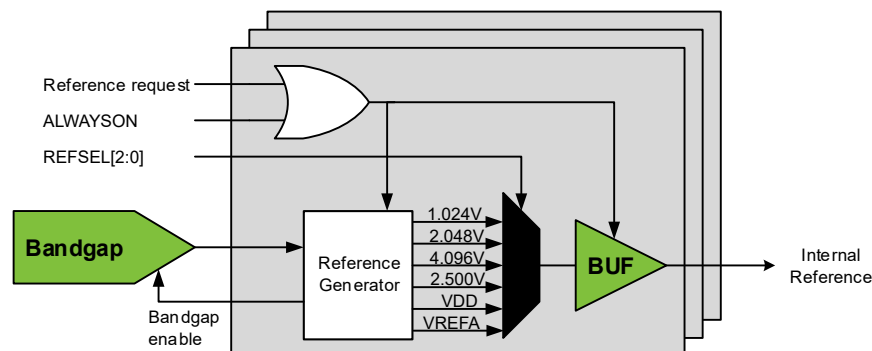 Reference request
ALWAYSON
REFSEL[2:0]
Bandgap
Bandgap
enable
Reference
Generator
1.024V
2.048V
4.096V
2.500V
VDD
VREFA
BUF
Internal
Reference